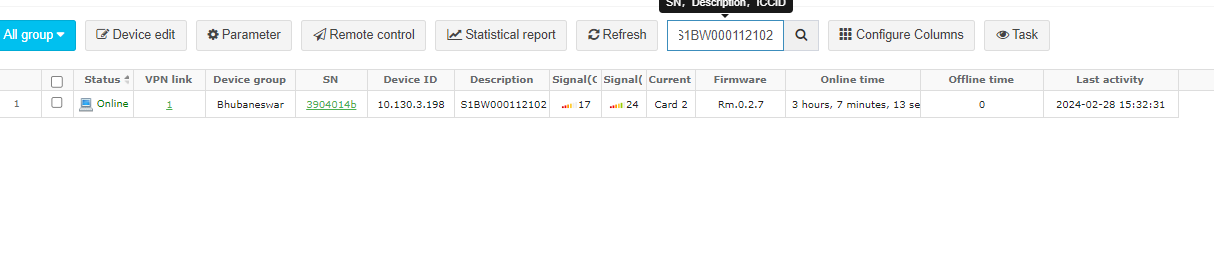 SN, Description, ICCID
All group Device edit Parameter Remote control Statistical report Refresh S1BW000112102 Configure Columns Task
Status VPN link Device group SN Device ID Description Signal( Signal( Current Firmware Online time Offline time Last activity
1 Online 1 Bhubaneswar 3904014b 10.130.3.198 S1BW000112102 17 24 Card 2 Rm.0.2.7 3 hours, 7 minutes, 13 se 0 2024-02-28 15:32:31